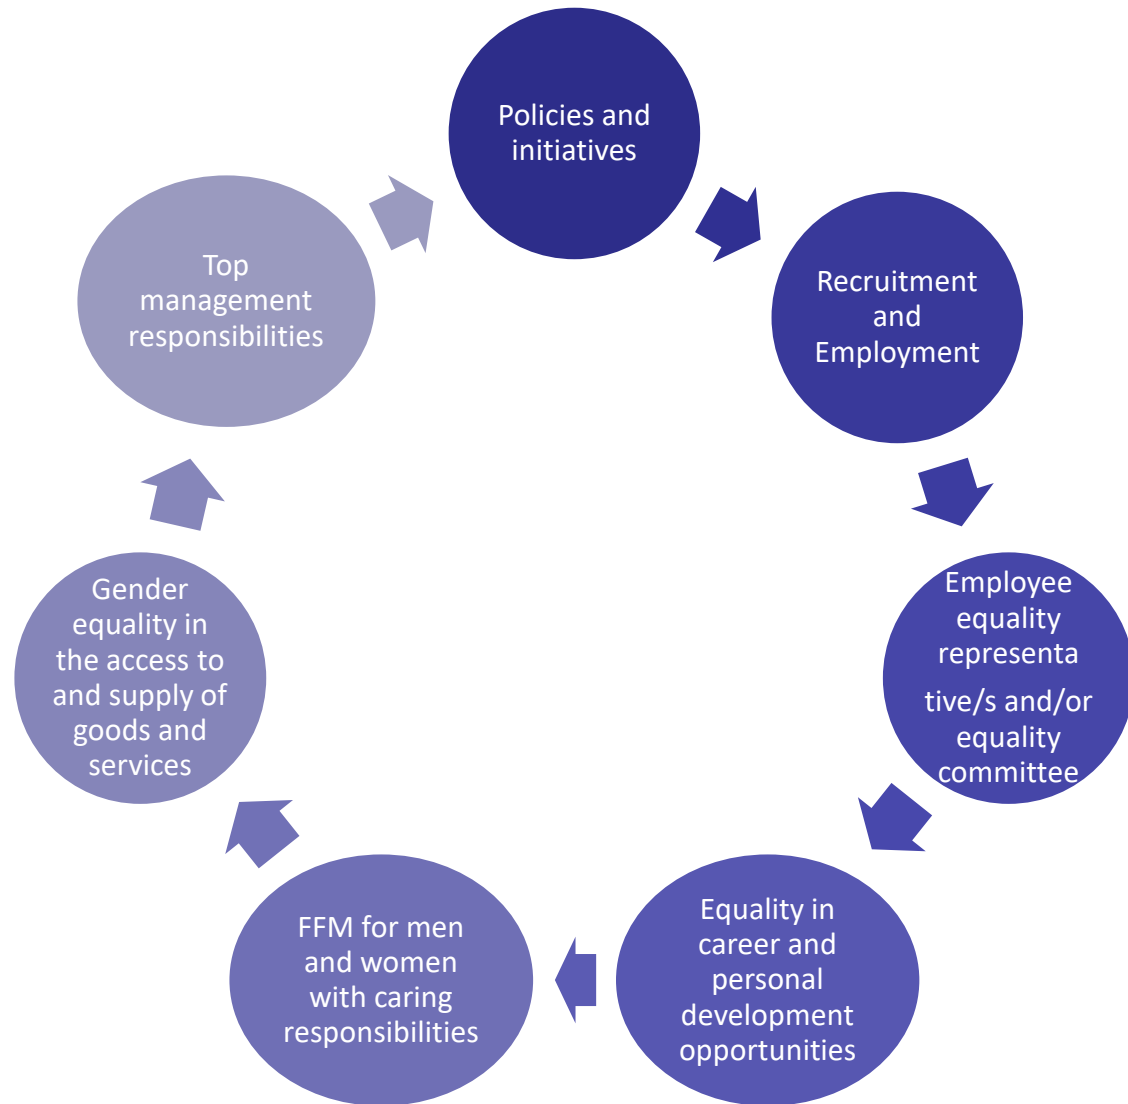 Policies and
initiatives
Recruitment
and
Employment
Employee
equality
representa
tive/s and/or
equality
committee
Equality in
career and
personal
development
opportunities
FFM for men
and women
with caring
responsibilities
Gender
equality in
the access to
and supply of
goods and
services
Top
management
responsibilities